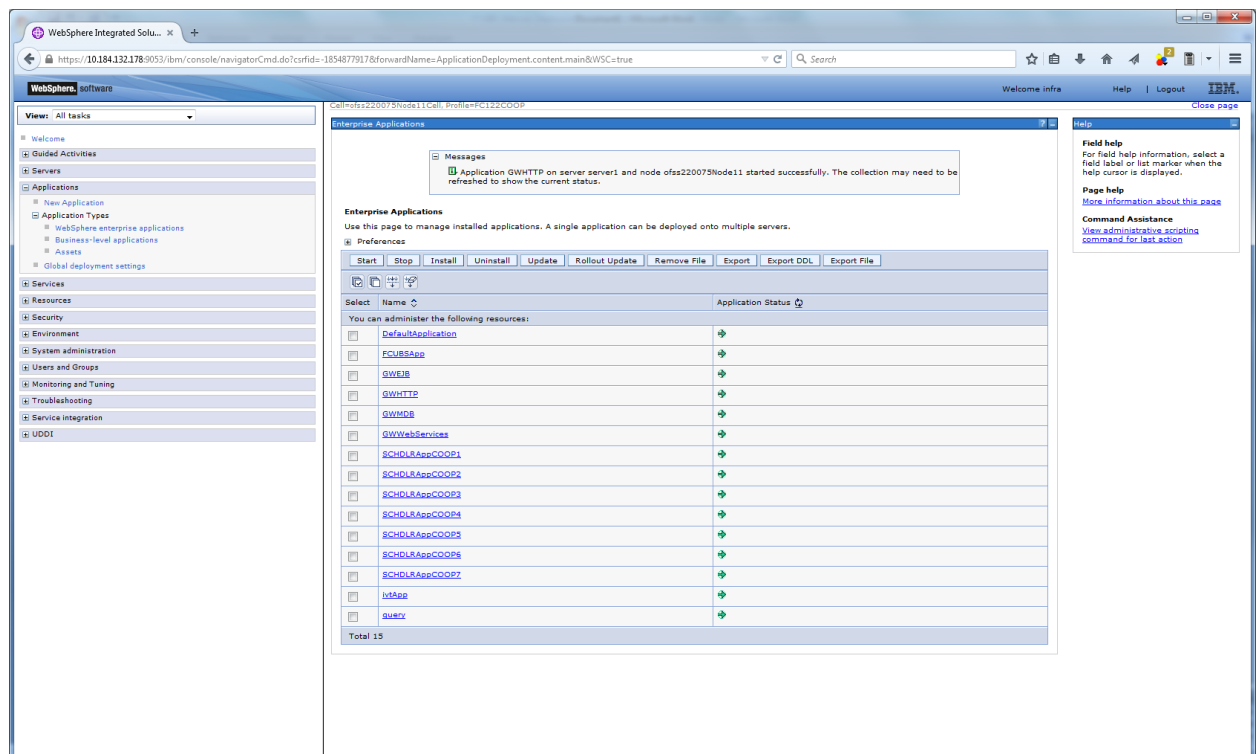 WebSphere Integrated Solu... × +
https://10.184.132.178:9053/ibm/console/navigatorCmd.do?csrfid=-1854877917&forwardName=ApplicationDeployment.content.main&WSC=true
Search
2
WebSphere. software
Welcome infra
Help | Logout
IBM.
View: All tasks
Welcome
Guided Activities
Servers
Applications
New Application
Application Types
WebSphere enterprise applications
Business-level applications
Assets
Global deployment settings
Services
Resources
Security
Environment
System administration
Users and Groups
Monitoring and Tuning
Troubleshooting
Service integration
UDDI
Cell=ofss220075Node11Cell, Profile=FC122COOP
Close page
Enterprise Applications
Messages
Application GWHTTP on server server1 and node ofss220075Node11 started successfully. The collection may need to be
refreshed to show the current status.
Enterprise Applications
Use this page to manage installed applications. A single application can be deployed onto multiple servers.
Preferences
Start Stop Install Uninstall Update Rollout Update Remove File Export Export DDL Export File
Select Name Application Status
You can administer the following resources:
DefaultApplication
FCUBSApp
GWEJB
GWHTTP
GWMDB
GWWebServices
SCHDLRAppCOOP1
SCHDLRAppCOOP2
SCHDLRAppCOOP3
SCHDLRAppCOOP4
SCHDLRAppCOOP5
SCHDLRAppCOOP6
SCHDLRAppCOOP7
ivtApp
query
Total 15
Help
Field help
For field help information, select a
field label or list marker when the
help cursor is displayed.
Page help
More information about this page
Command Assistance
View administrative scripting
command for last action